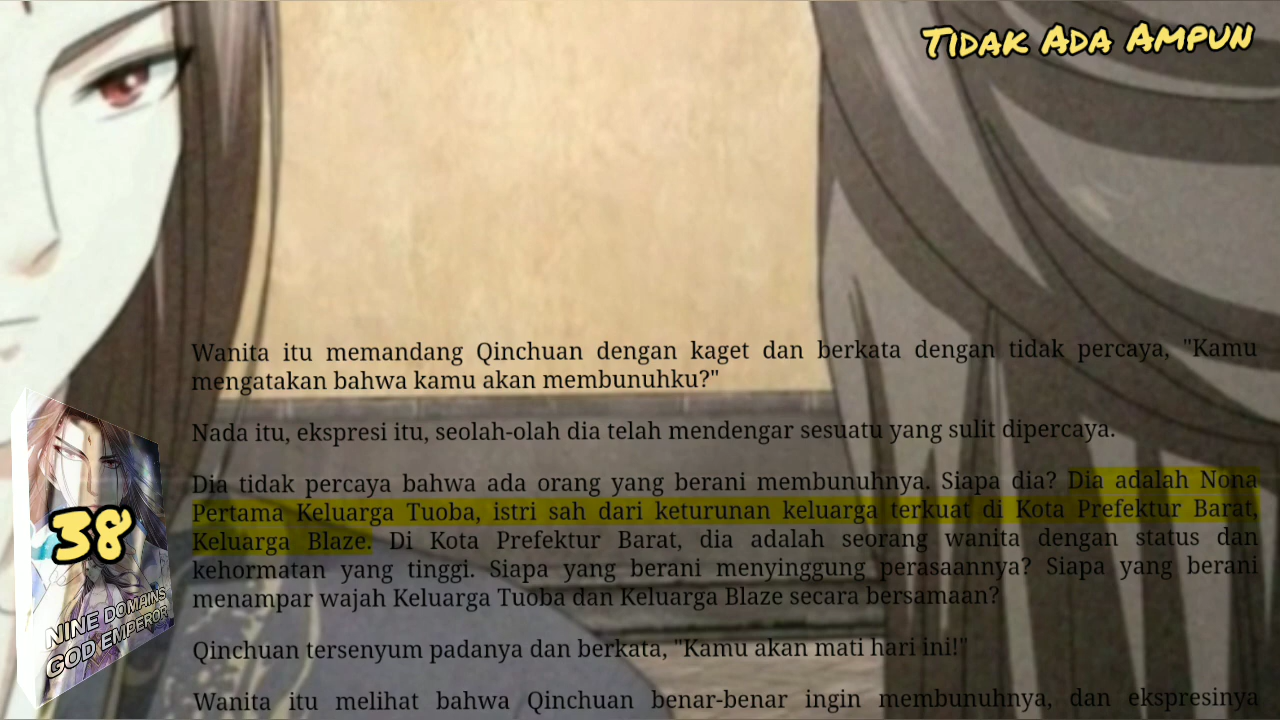 Tidak Ada Ampun
Wanita itu memandang Qinchuan dengan kaget dan berkata dengan tidak percaya, "Kamu
mengatakan bahwa kamu akan membunuhku?"
Nada itu, ekspresi itu, seolah-olah dia telah mendengar sesuatu yang sulit dipercaya.
Dia tidak percaya bahwa ada orang yang berani membunuhnya. Siapa dia? Dia adalah Nona
Pertama Keluarga Tuoba, istri sah dari keturunan keluarga terkuat di Kota Prefektur Barat,
Keluarga Blaze. Di Kota Prefektur Barat, dia adalah seorang wanita dengan status dan
kehormatan yang tinggi. Siapa yang berani menyinggung perasaannya? Siapa yang berani
menampar wajah Keluarga Tuoba dan Keluarga Blaze secara bersamaan?
Qinchuan tersenyum padanya dan berkata, "Kamu akan mati hari ini!"
Wanita itu melihat bahwa Qinchuan benar-benar ingin membunuhnya, dan ekspresinya
38
NINE DOMAINS
GOD EMPEROR